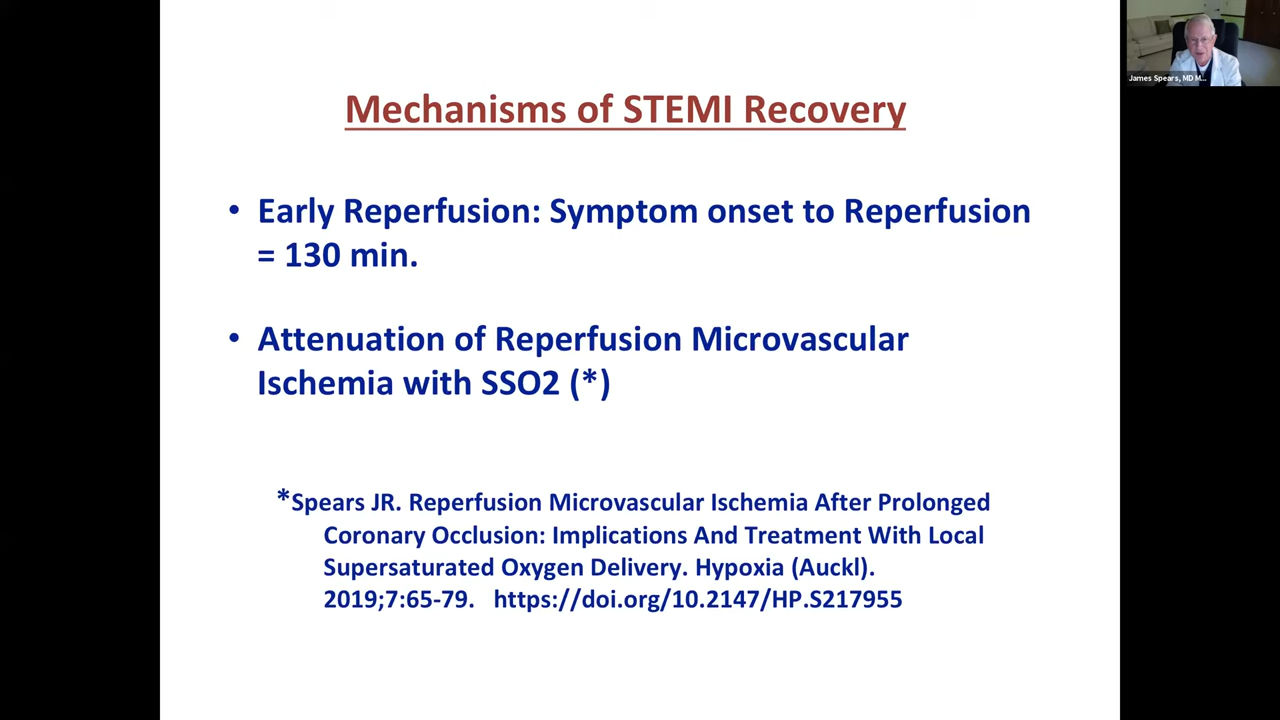 James Spears, MD M...
Mechanisms of STEMI Recovery
• Early Reperfusion: Symptom onset to Reperfusion
= 130 min.
• Attenuation of Reperfusion Microvascular
Ischemia with SSO2 (*)
*Spears JR. Reperfusion Microvascular Ischemia After Prolonged
Coronary Occlusion: Implications And Treatment With Local
Supersaturated Oxygen Delivery. Hypoxia (Auckl).
2019;7:65-79. https://doi.org/10.2147/HP.S217955